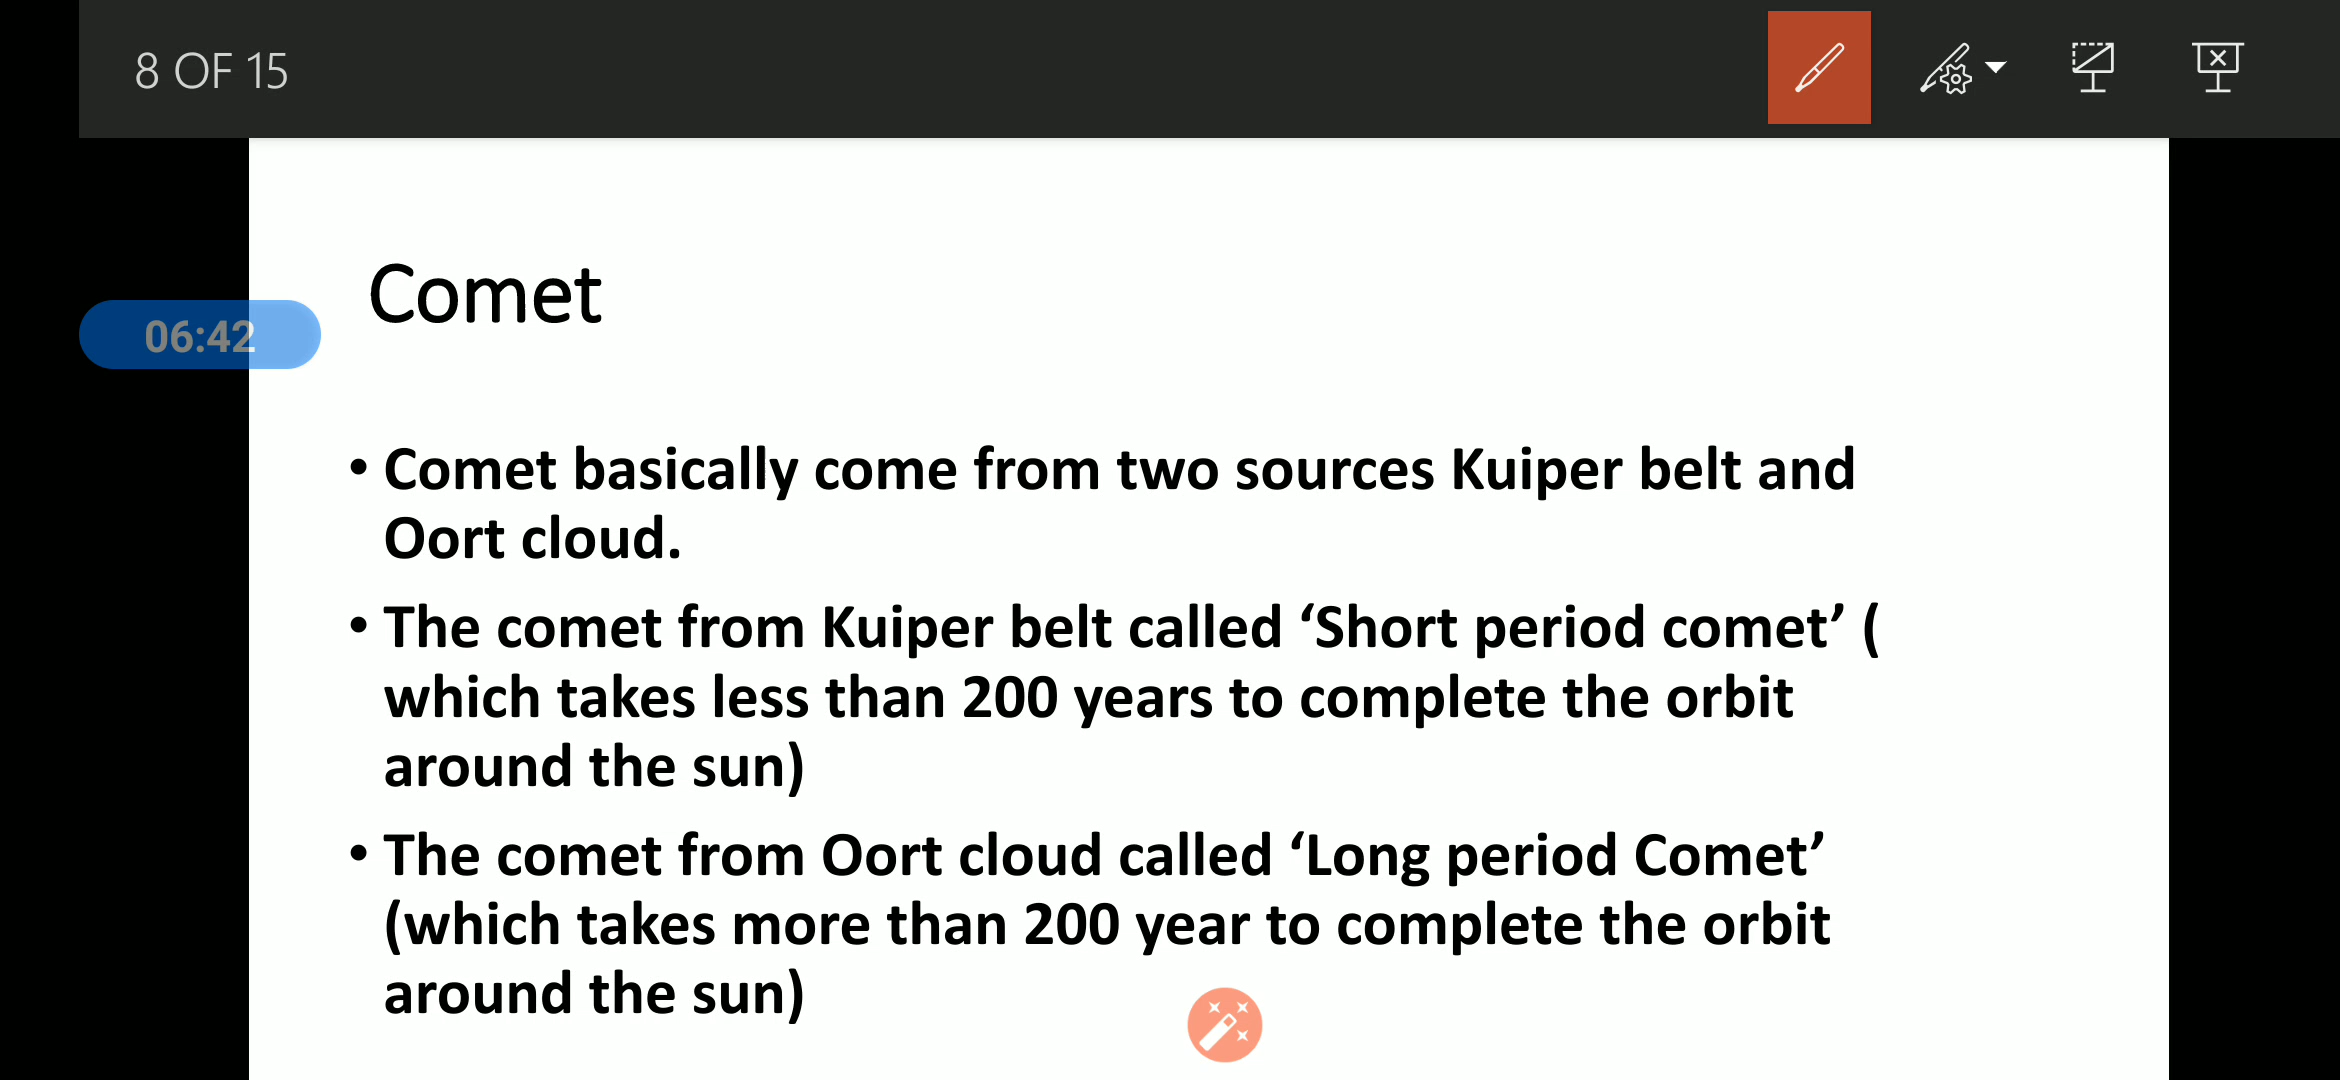 8 OF 15
Comet
06:42
• Comet basically come from two sources Kuiper belt and
Oort cloud.
• The comet from Kuiper belt called ‘Short period comet’ (
which takes less than 200 years to complete the orbit
around the sun)
• The comet from Oort cloud called ‘Long period Comet’
(which takes more than 200 year to complete the orbit
around the sun)